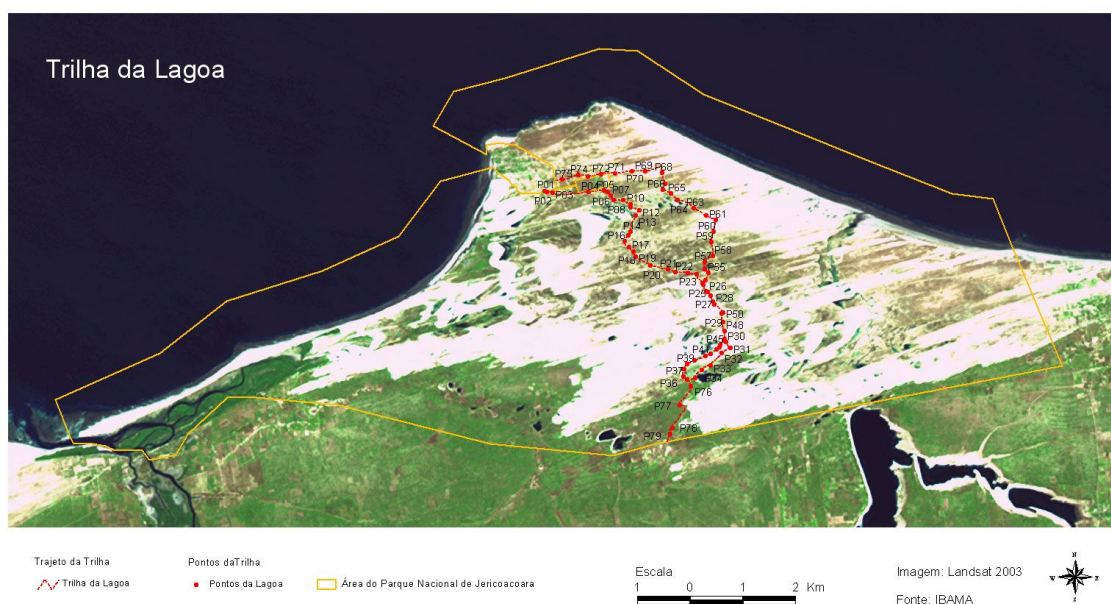 Trilha da Lagoa
P68
P69
P74
P72
P71
P75
P70
P01
P04
P05
P66
P65
P02
P03
P07
P06
P10
P63
P08
P12
P64
P61
P13
P14
P60
P16
P59
P17
P58
P18
P19
P57
P21
P55
P20
P22
P23
P26
P25
P28
P27
P50
P29
P48
P45
P30
P44
P31
P39
P32
P37
P33
P36
P34
P76
P77
P78
P79
Trajeto da Trilha
Pontos daTrilha
Trilha da Lagoa
Pontos da Lagoa
Área do Parque Nacional de Jericoacoara
Escala
1 0 1 2 Km
Imagem: Landsat 2003
Fonte: IBAMA